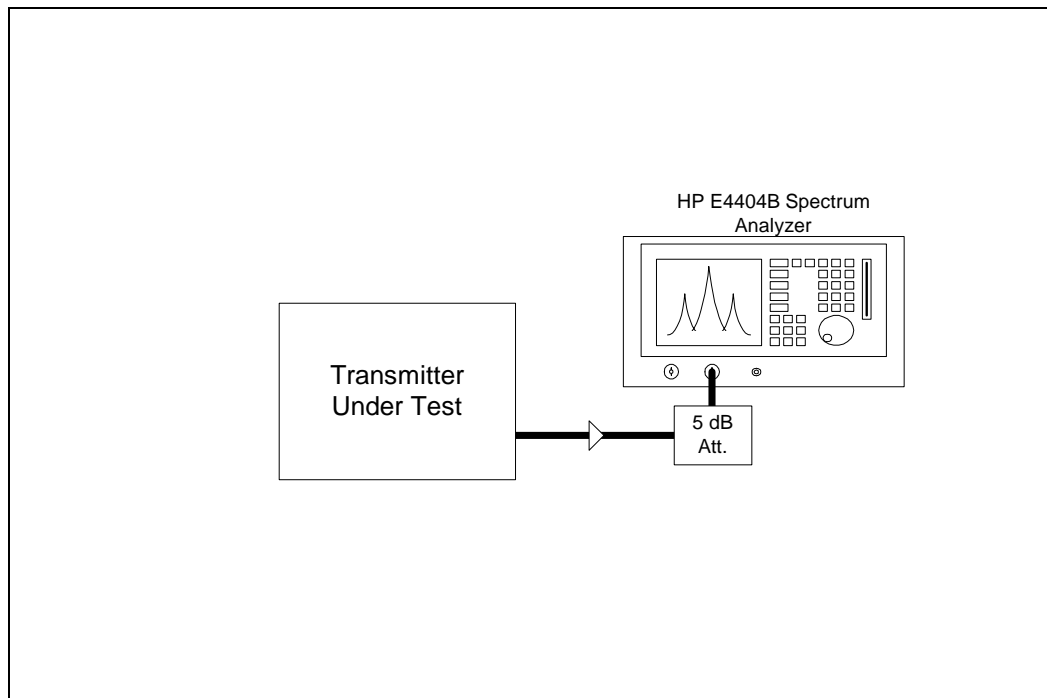 HP E4404B Spectrum
Analyzer
Transmitter
Under Test
5 dB
Att.